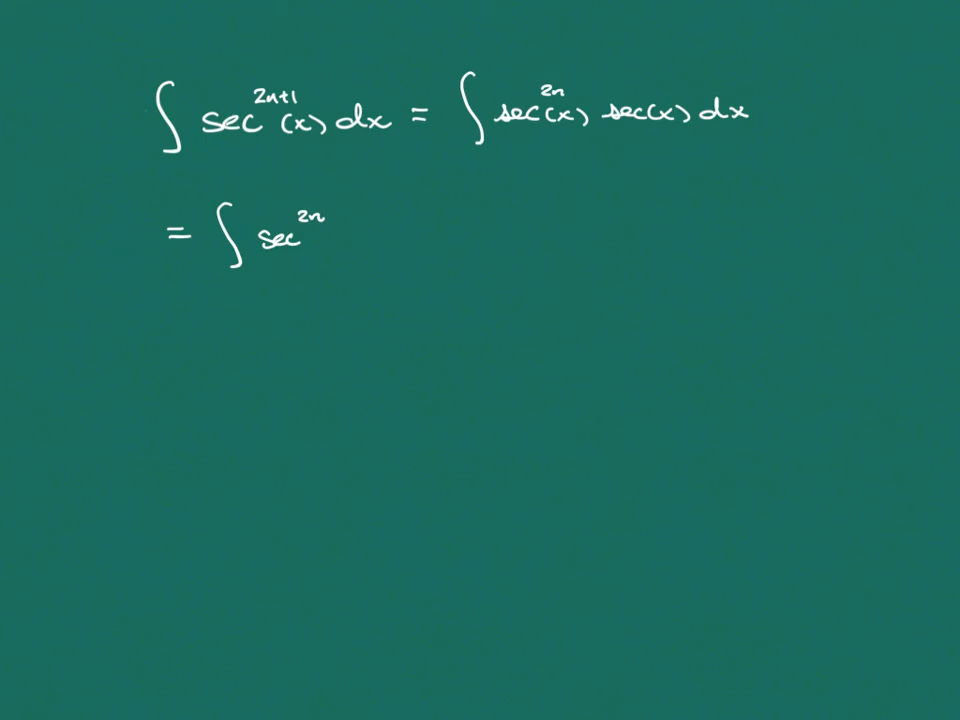 ∫ sec^{2n+1}(x) dx = ∫ sec^{2n}(x) sec(x) dx
= ∫ sec^{2n}